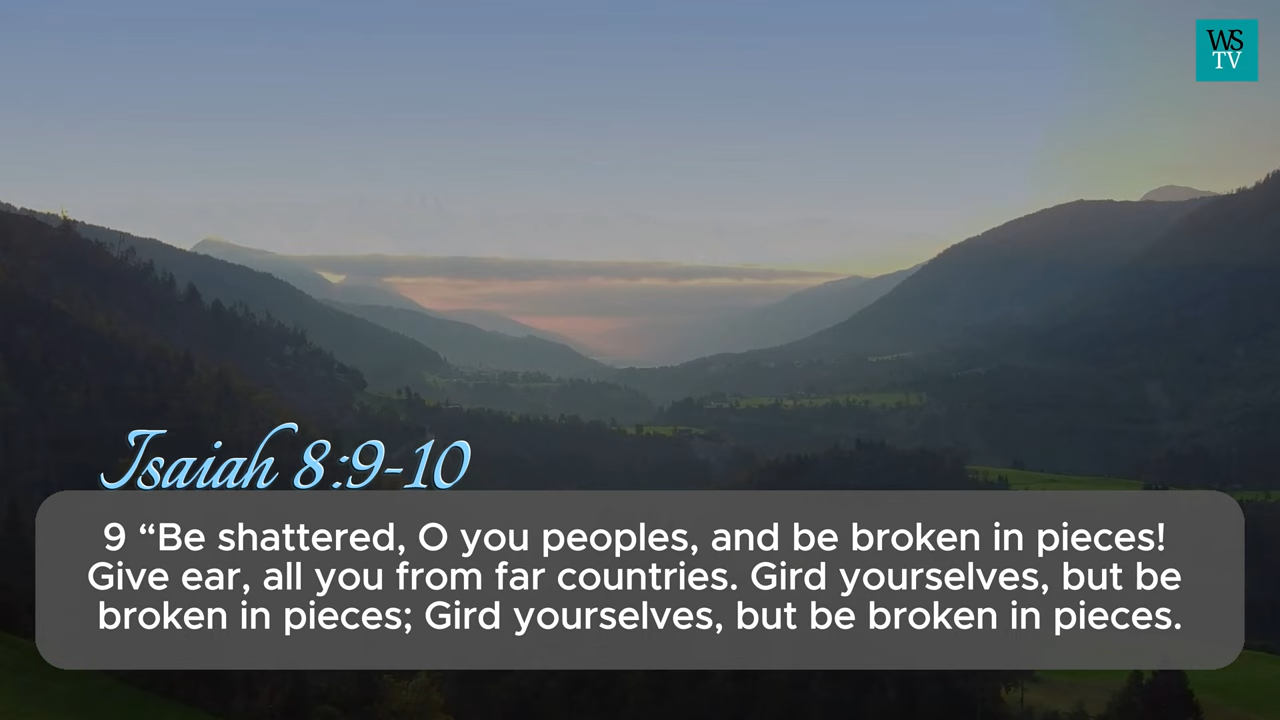 WS
TV
Isaiah 8:9-10
9 “Be shattered, O you peoples, and be broken in pieces!
Give ear, all you from far countries. Gird yourselves, but be
broken in pieces; Gird yourselves, but be broken in pieces.